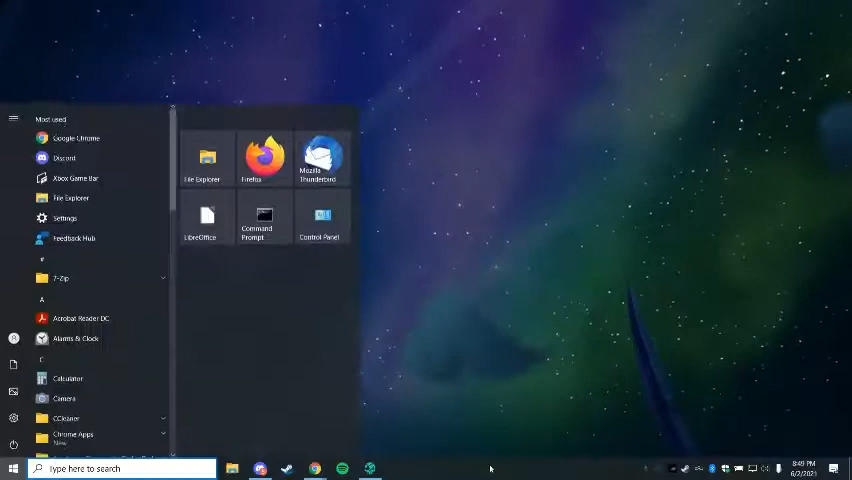 Most used
Google Chrome
Discord
Xbox Game Bar
File Explorer
Settings
Feedback Hub
#
7-Zip
A
Acrobat Reader DC
Alarms & Clock
C
Calculator
Camera
CCleaner
Chrome Apps
New
File Explorer
Firefox
Mozilla
Thunderbird
LibreOffice
Command
Prompt
Control Panel
Type here to search
8:49 PM
6/2/2021